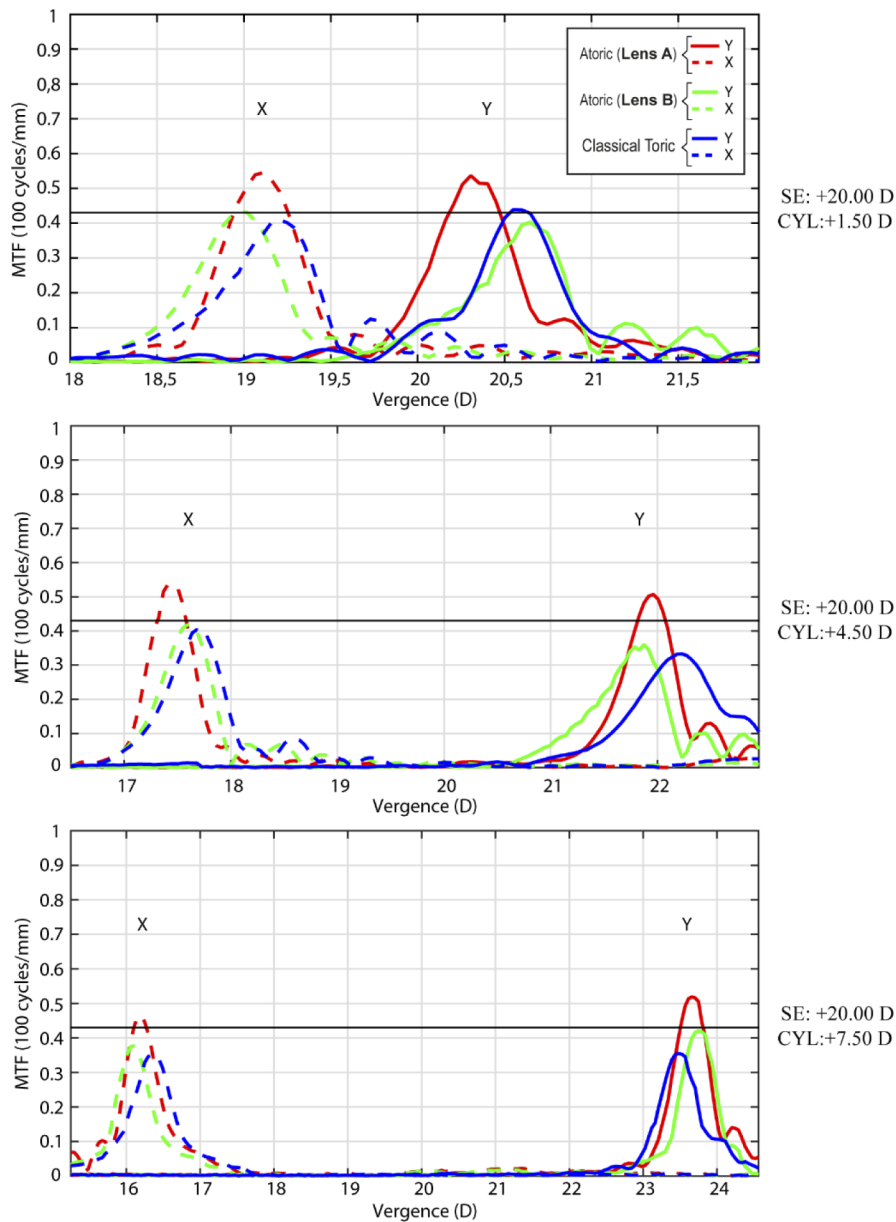 1
0.9
0.8
0.7
0.6
0.5
0.4
0.3
0.2
0.1
0
MTF (100 cycles/mm)
X
Y
Atoric (Lens A) Y
X
Atoric (Lens B) Y
X
Classical Toric Y
X
18 18,5 19 19,5 20 20,5 21 21,5
Vergence (D)
SE: +20.00 D
CYL:+1.50 D
1
0.9
0.8
0.7
0.6
0.5
0.4
0.3
0.2
0.1
0
MTF (100 cycles/mm)
X
Y
17 18 19 20 21 22
Vergence (D)
SE: +20.00 D
CYL:+4.50 D
1
0.9
0.8
0.7
0.6
0.5
0.4
0.3
0.2
0.1
0
MTF (100 cycles/mm)
X
Y
16 17 18 19 20 21 22 23 24
Vergence (D)
SE: +20.00 D
CYL:+7.50 D